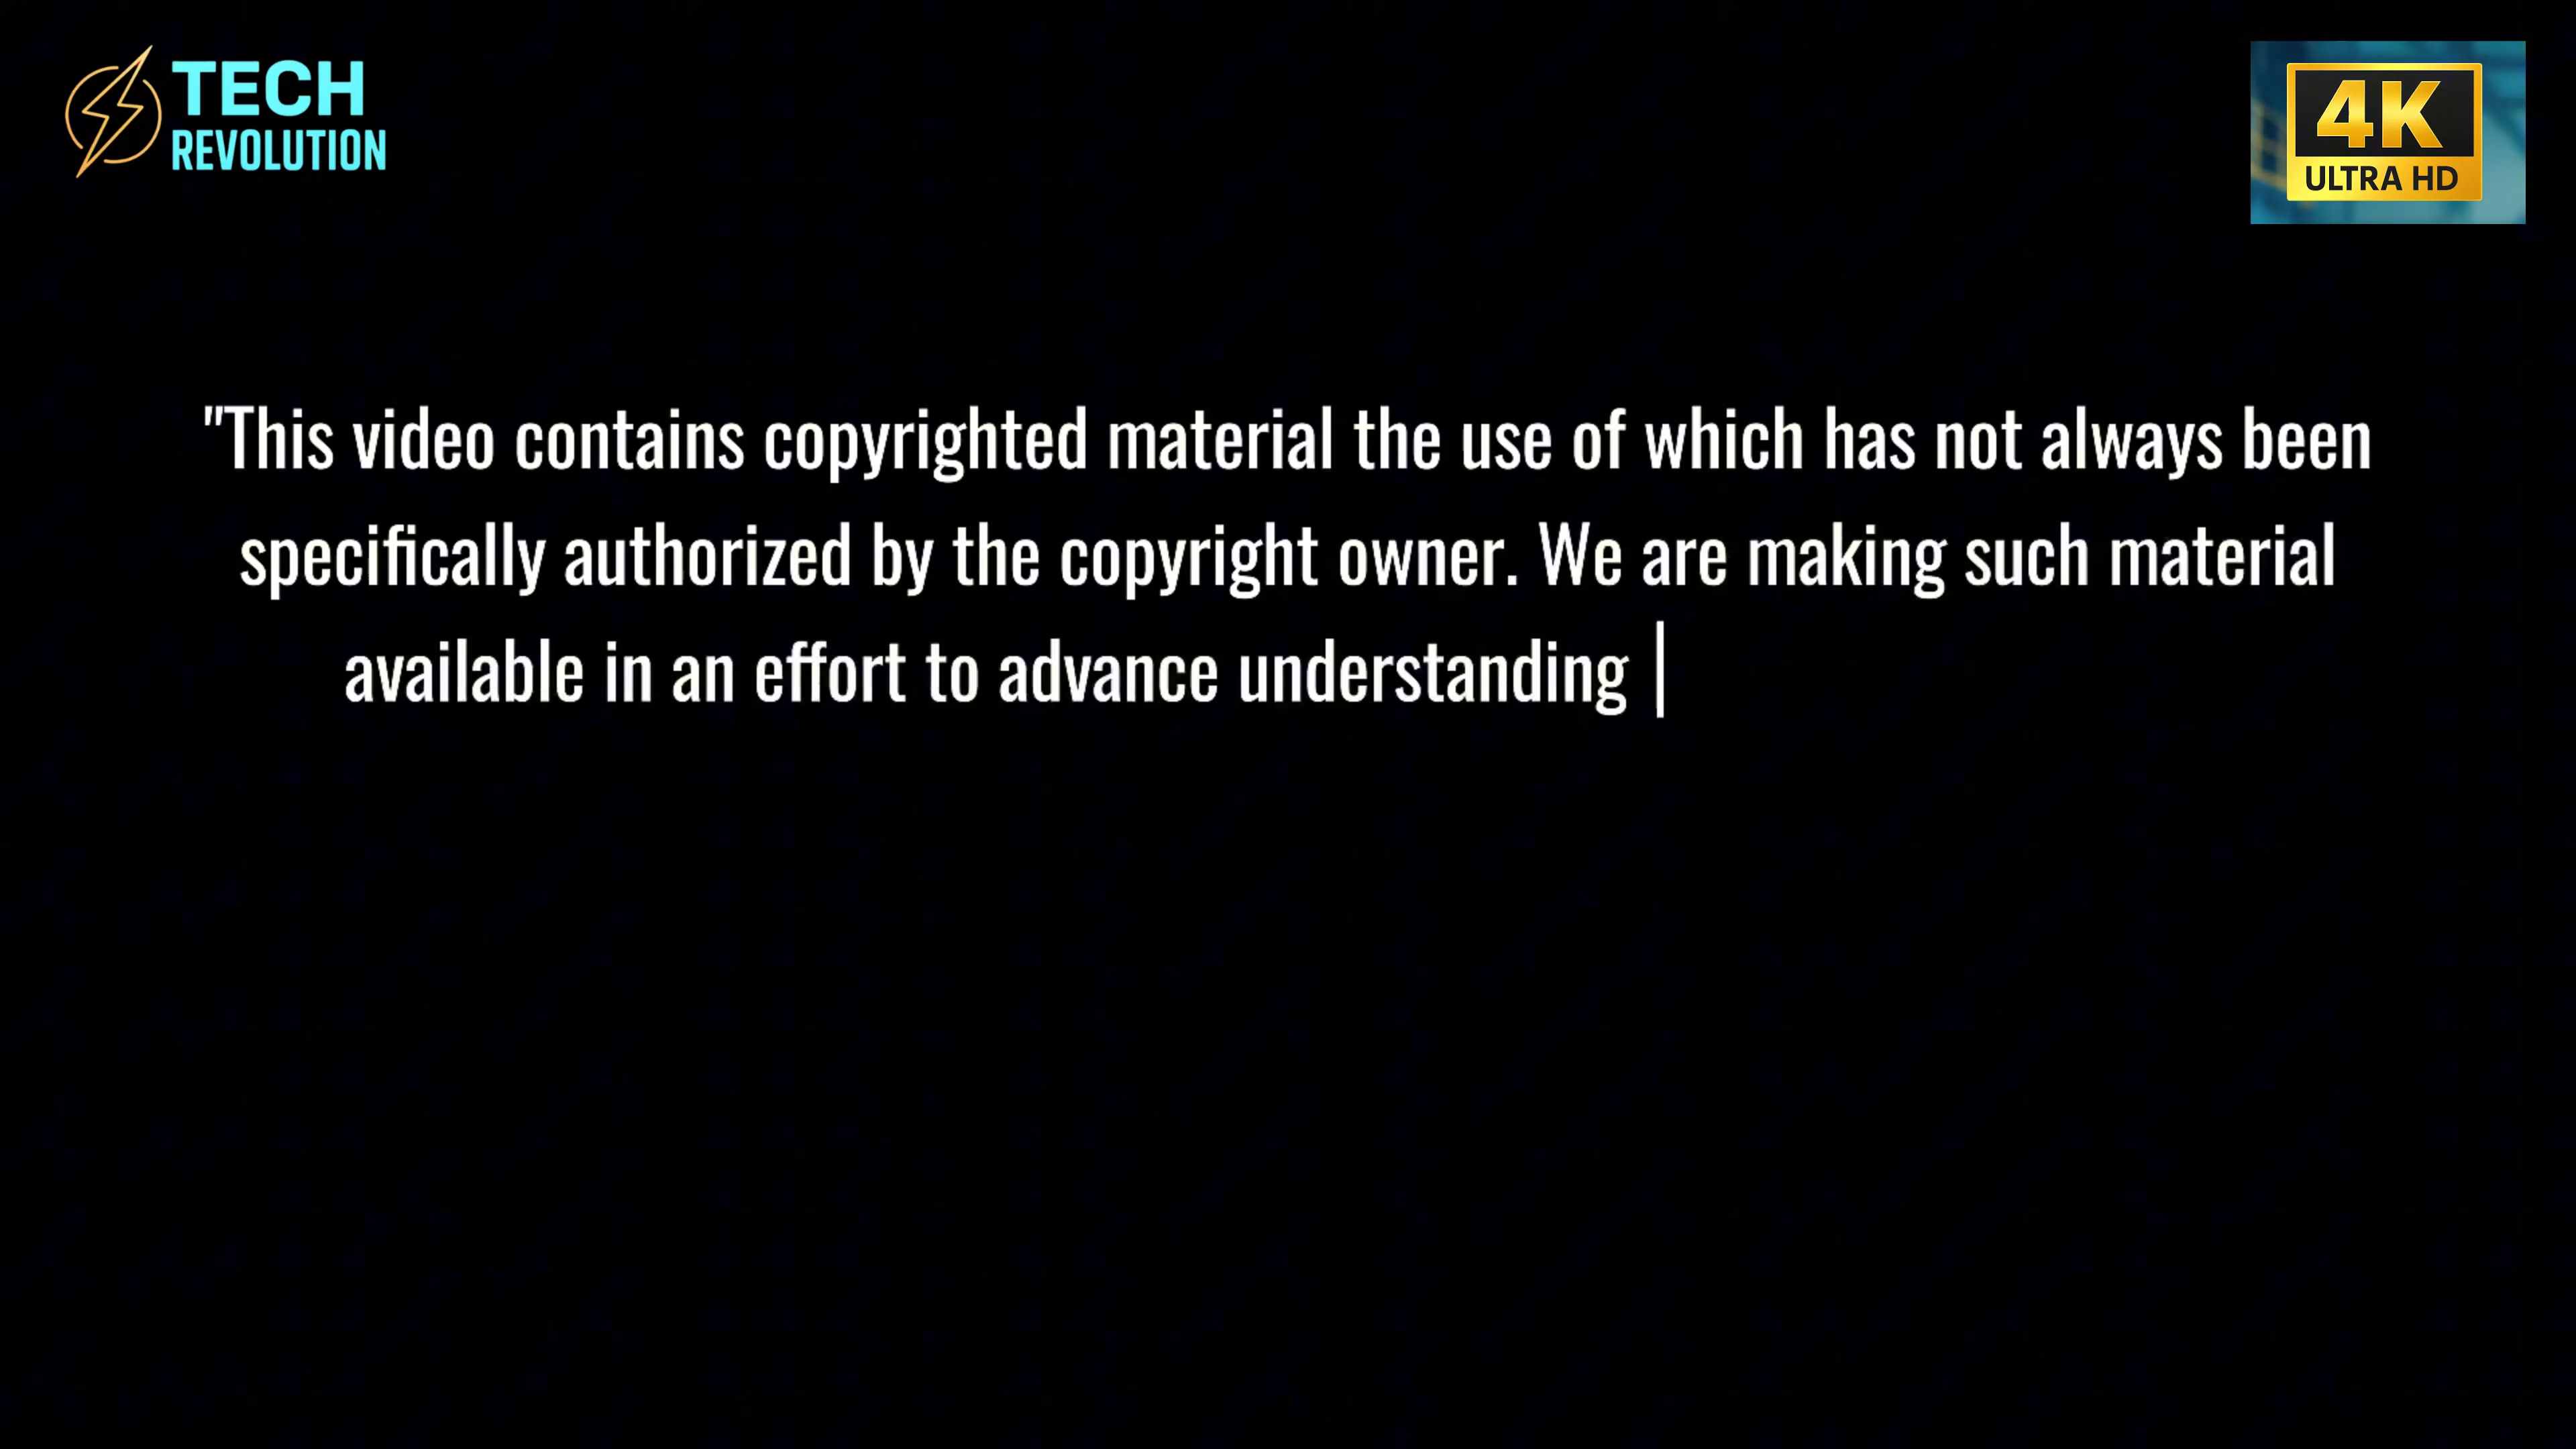 TECH
REVOLUTION
4K
ULTRA HD
"This video contains copyrighted material the use of which has not always been
specifically authorized by the copyright owner. We are making such material
available in an effort to advance understanding